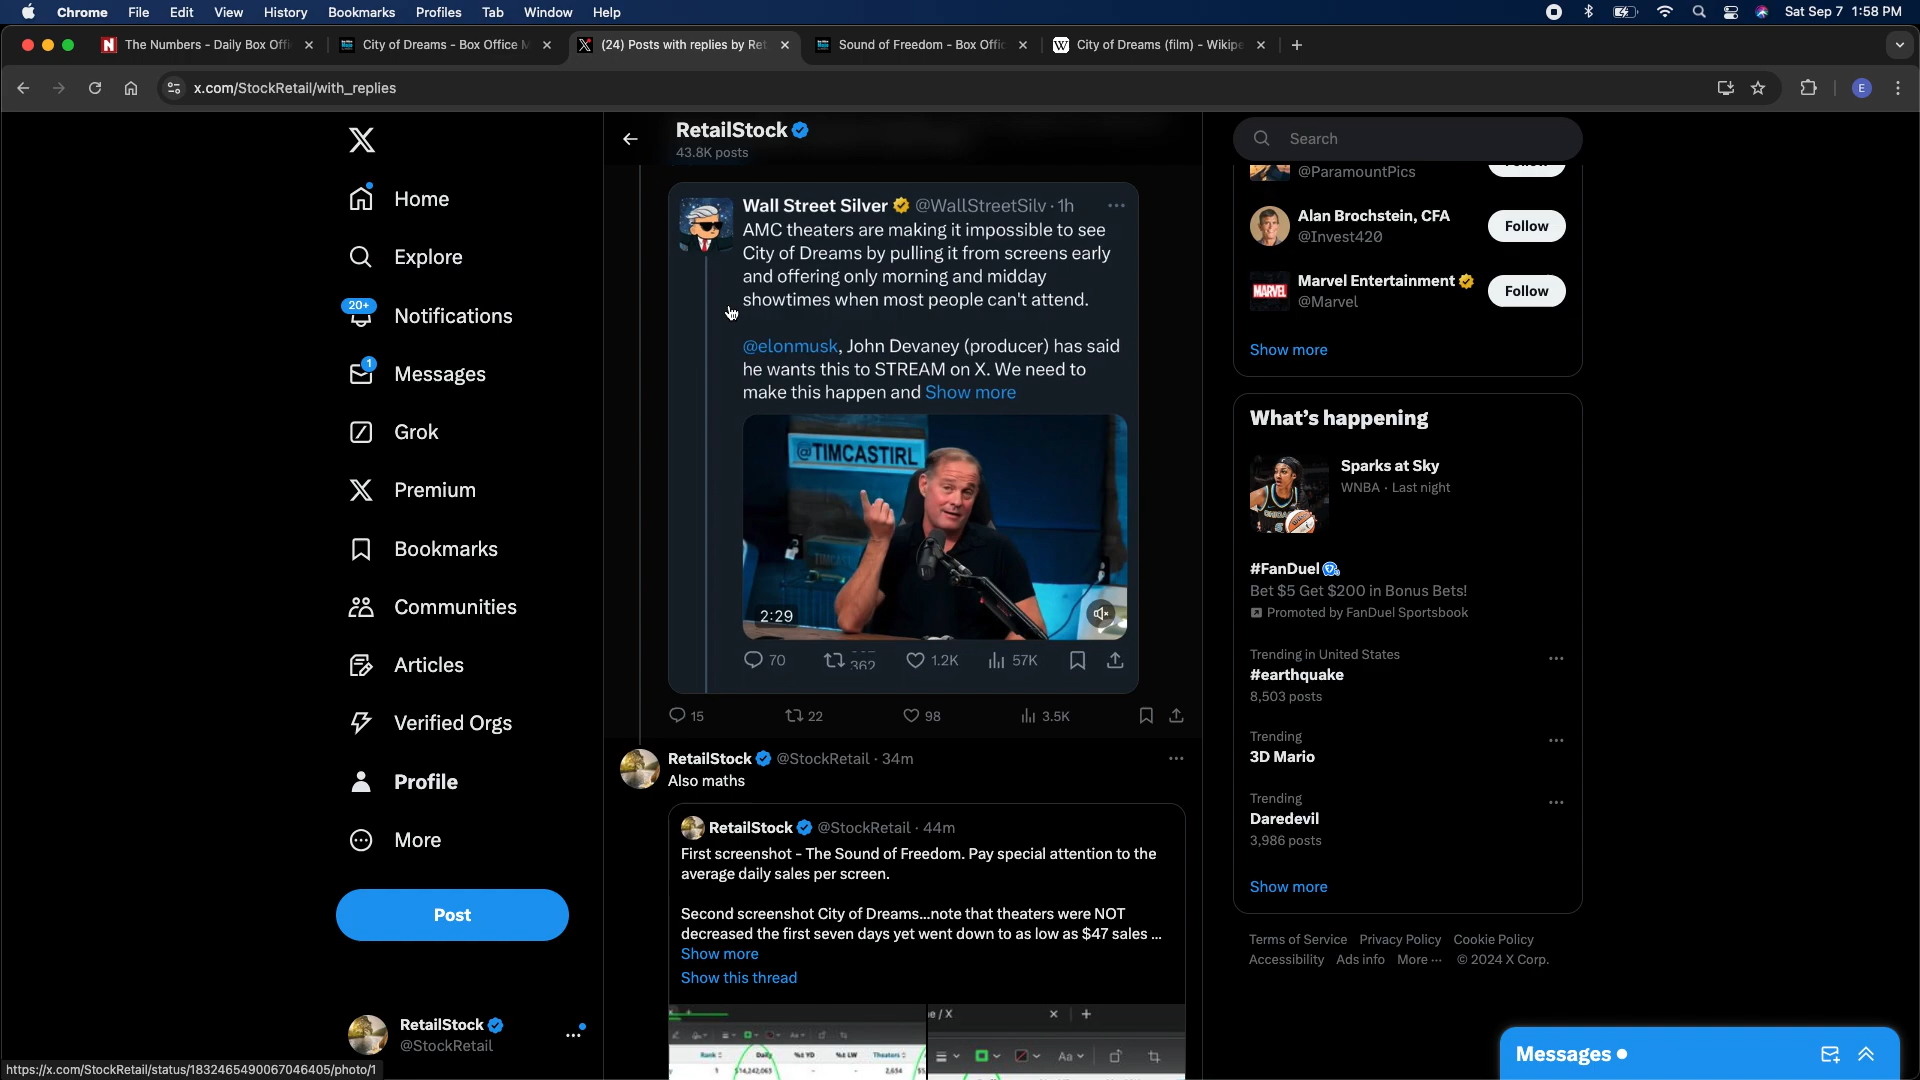 Chrome File Edit View History Bookmarks Profiles Tab Window Help
Sat Sep 7 1:58 PM
The Numbers - Daily Box Offi
City of Dreams - Box Office M
(24) Posts with replies by Ret
Sound of Freedom - Box Offic
City of Dreams (film) - Wikipe
x.com/StockRetail/with_replies
E
Home
Explore
20+
Notifications
1
Messages
Grok
Premium
Bookmarks
Communities
Articles
Verified Orgs
Profile
More
Post
RetailStock
@StockRetail
https://x.com/StockRetail/status/1832465490067046405/photo/1
RetailStock
43.8K posts
Wall Street Silver @WallStreetSilv · 1h
AMC theaters are making it impossible to see
City of Dreams by pulling it from screens early
and offering only morning and midday
showtimes when most people can't attend.
@elonmusk, John Devaney (producer) has said
he wants this to STREAM on X. We need to
make this happen and Show more
@TIMCASTIRL
2:29
70 362 1.2K 57K
15 22 98 3.5K
RetailStock @StockRetail · 34m
Also maths
RetailStock @StockRetail · 44m
First screenshot - The Sound of Freedom. Pay special attention to the
average daily sales per screen.
Second screenshot City of Dreams...note that theaters were NOT
decreased the first seven days yet went down to as low as $47 sales ...
Show more
Show this thread
e / X
Aa
Rank Daily %± YD %± LW Theaters
1 $14,242,063 - - 2,634
Search
@ParamountPics
Alan Brochstein, CFA
@Invest420
Follow
MARVEL
Marvel Entertainment
@Marvel
Follow
Show more
What's happening
Sparks at Sky
WNBA · Last night
#FanDuel
Bet $5 Get $200 in Bonus Bets!
Promoted by FanDuel Sportsbook
Trending in United States
#earthquake
8,503 posts
Trending
3D Mario
Trending
Daredevil
3,986 posts
Show more
Terms of Service Privacy Policy Cookie Policy
Accessibility Ads info More ··· © 2024 X Corp.
Messages